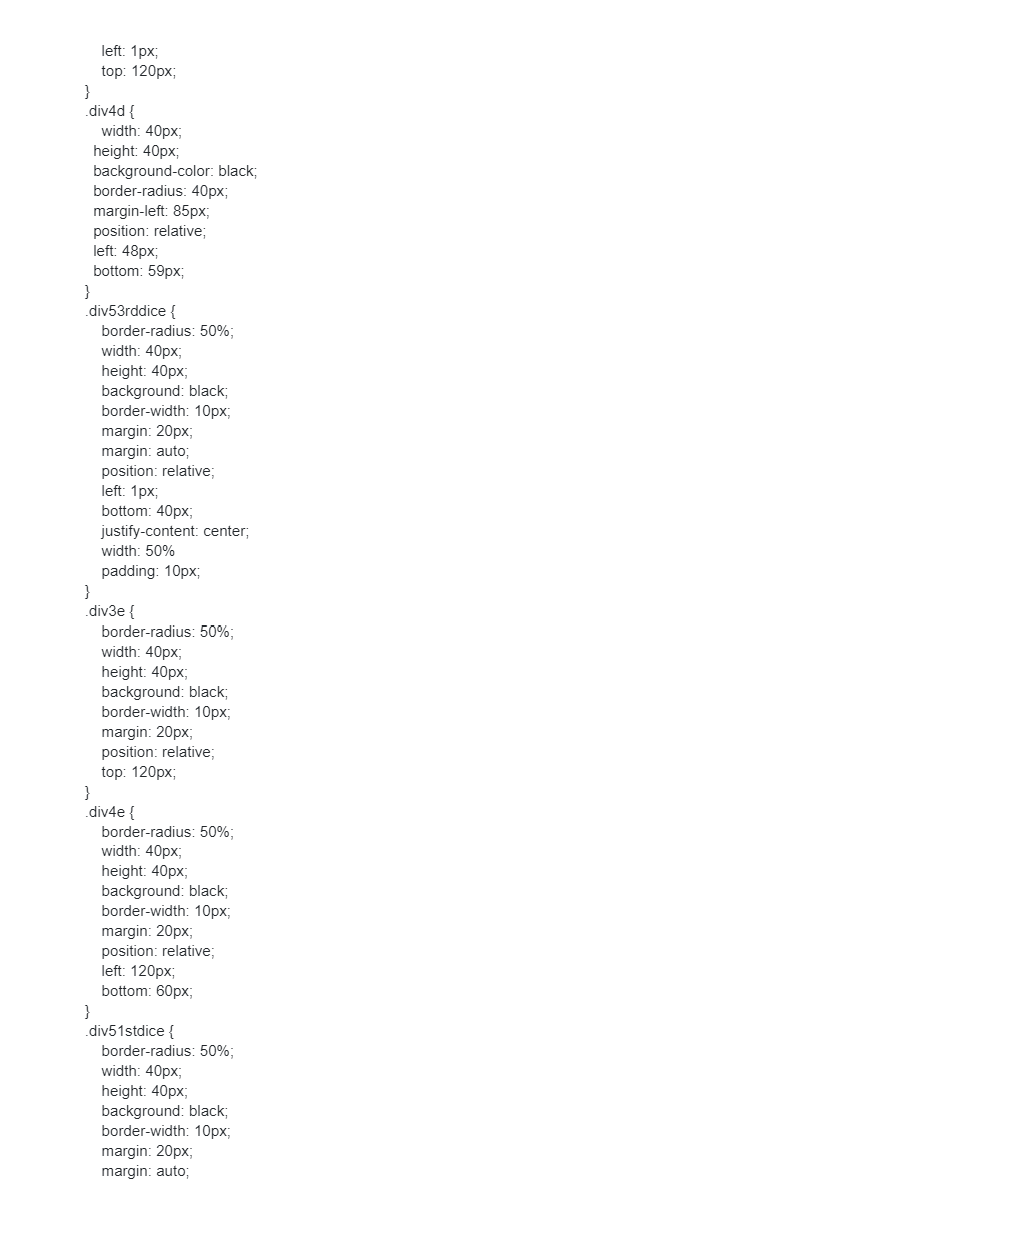 left: 1px;
top: 120px;
}
.div4d {
width: 40px;
height: 40px;
background-color: black;
border-radius: 40px;
margin-left: 85px;
position: relative;
left: 48px;
bottom: 59px;
}
.div53rddice {
border-radius: 50%;
width: 40px;
height: 40px;
background: black;
border-width: 10px;
margin: 20px;
margin: auto;
position: relative;
left: 1px;
bottom: 40px;
justify-content: center;
width: 50%
padding: 10px;
}
.div3e {
border-radius: 50%;
width: 40px;
height: 40px;
background: black;
border-width: 10px;
margin: 20px;
position: relative;
top: 120px;
}
.div4e {
border-radius: 50%;
width: 40px;
height: 40px;
background: black;
border-width: 10px;
margin: 20px;
position: relative;
left: 120px;
bottom: 60px;
}
.div51stdice {
border-radius: 50%;
width: 40px;
height: 40px;
background: black;
border-width: 10px;
margin: 20px;
margin: auto;